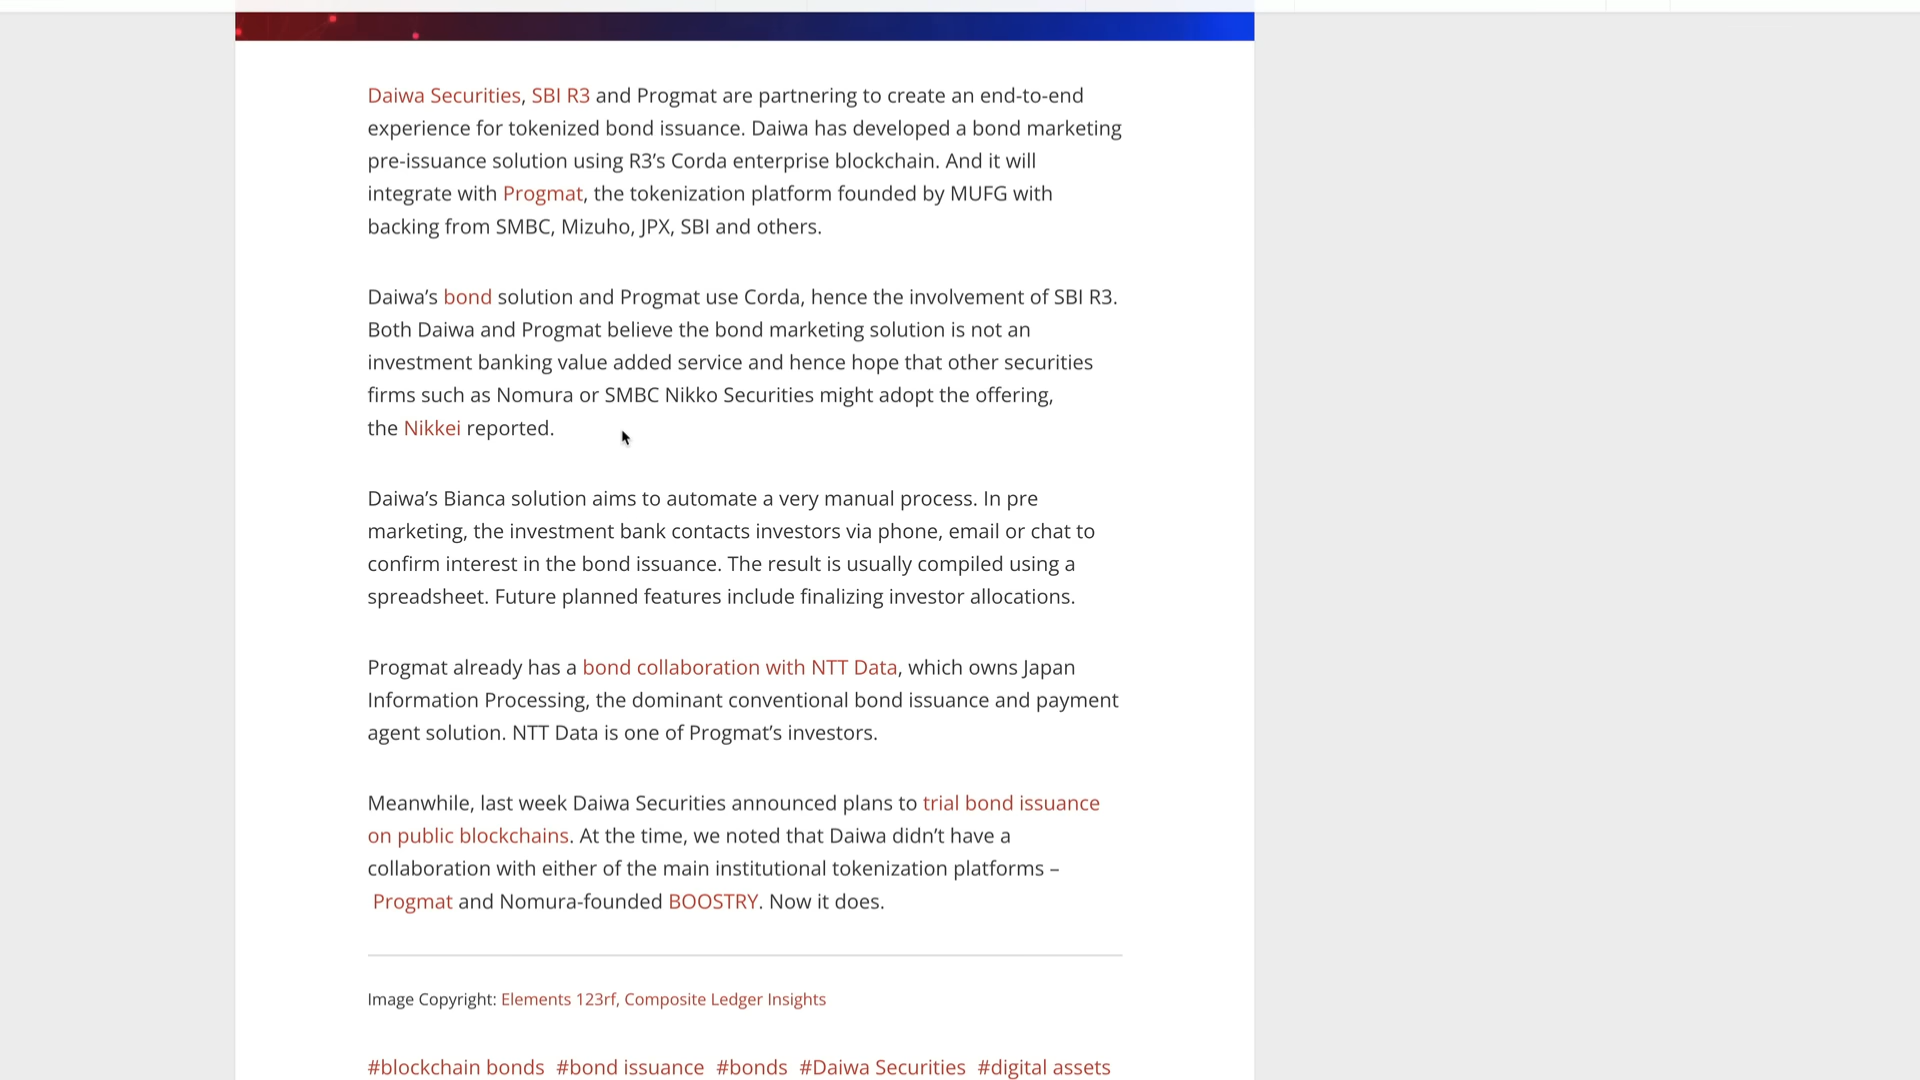 Daiwa Securities, SBI R3 and Progmat are partnering to create an end-to-end
experience for tokenized bond issuance. Daiwa has developed a bond marketing
pre-issuance solution using R3’s Corda enterprise blockchain. And it will
integrate with Progmat, the tokenization platform founded by MUFG with
backing from SMBC, Mizuho, JPX, SBI and others.
Daiwa’s bond solution and Progmat use Corda, hence the involvement of SBI R3.
Both Daiwa and Progmat believe the bond marketing solution is not an
investment banking value added service and hence hope that other securities
firms such as Nomura or SMBC Nikko Securities might adopt the offering,
the Nikkei reported.
Daiwa’s Bianca solution aims to automate a very manual process. In pre
marketing, the investment bank contacts investors via phone, email or chat to
confirm interest in the bond issuance. The result is usually compiled using a
spreadsheet. Future planned features include finalizing investor allocations.
Progmat already has a bond collaboration with NTT Data, which owns Japan
Information Processing, the dominant conventional bond issuance and payment
agent solution. NTT Data is one of Progmat’s investors.
Meanwhile, last week Daiwa Securities announced plans to trial bond issuance
on public blockchains. At the time, we noted that Daiwa didn’t have a
collaboration with either of the main institutional tokenization platforms –
Progmat and Nomura-founded BOOSTRY. Now it does.
Image Copyright: Elements 123rf, Composite Ledger Insights
#blockchain bonds #bond issuance #bonds #Daiwa Securities #digital assets